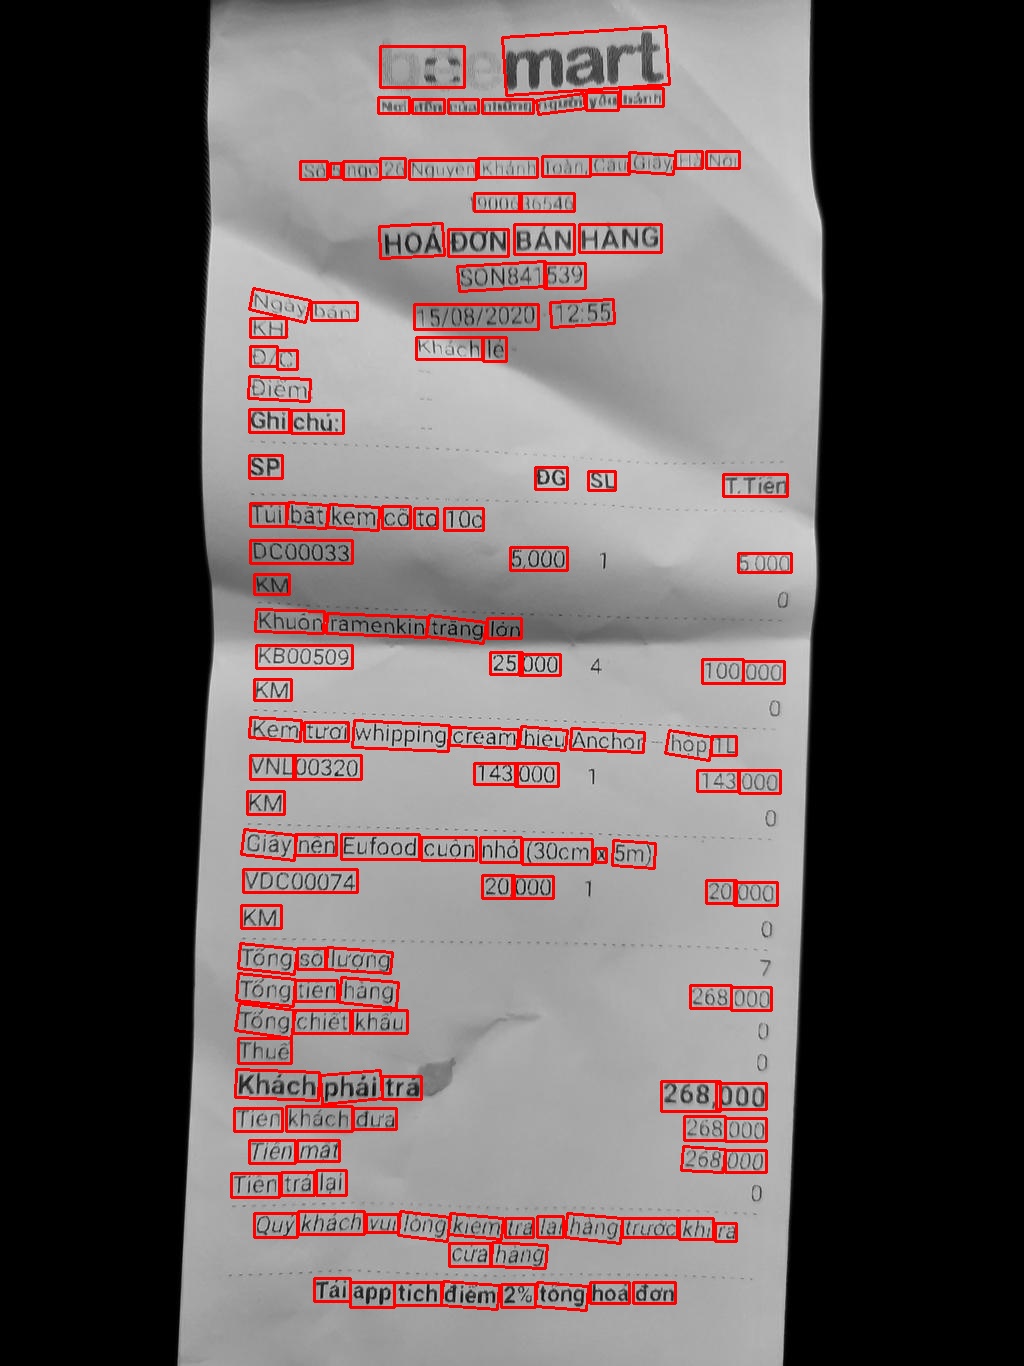 beemart
Nơi đến của những người yêu bánh
Số 5 ngõ 26 Nguyễn Khánh Toàn, Cầu Giấy, Hà Nội
1900636546
HOÁ ĐƠN BÁN HÀNG
SON841539
Ngày bán: 15/08/2020 12:55
KH Khách lẻ
Đ/C --
Điểm --
Ghi chú: --
SP ĐG SL T.Tiền
Túi bắt kem cỡ to 10c
DC00033 5,000 1 5,000
KM 0
Khuôn ramenkin trắng lớn
KB00509 25,000 4 100,000
KM 0
Kem tươi whipping cream hiệu Anchor – hộp 1L
VNL00320 143,000 1 143,000
KM 0
Giấy nến Eufood cuộn nhỏ (30cm x 5m)
VDC00074 20,000 1 20,000
KM 0
Tổng số lượng 7
Tổng tiền hàng 268,000
Tổng chiết khấu 0
Thuế 0
Khách phải trả 268,000
Tiền khách đưa 268,000
Tiền mặt 268,000
Tiền trả lại 0
Quý khách vui lòng kiểm tra lại hàng trước khi ra
cửa hàng
Tải app tích điểm 2% tổng hoá đơn